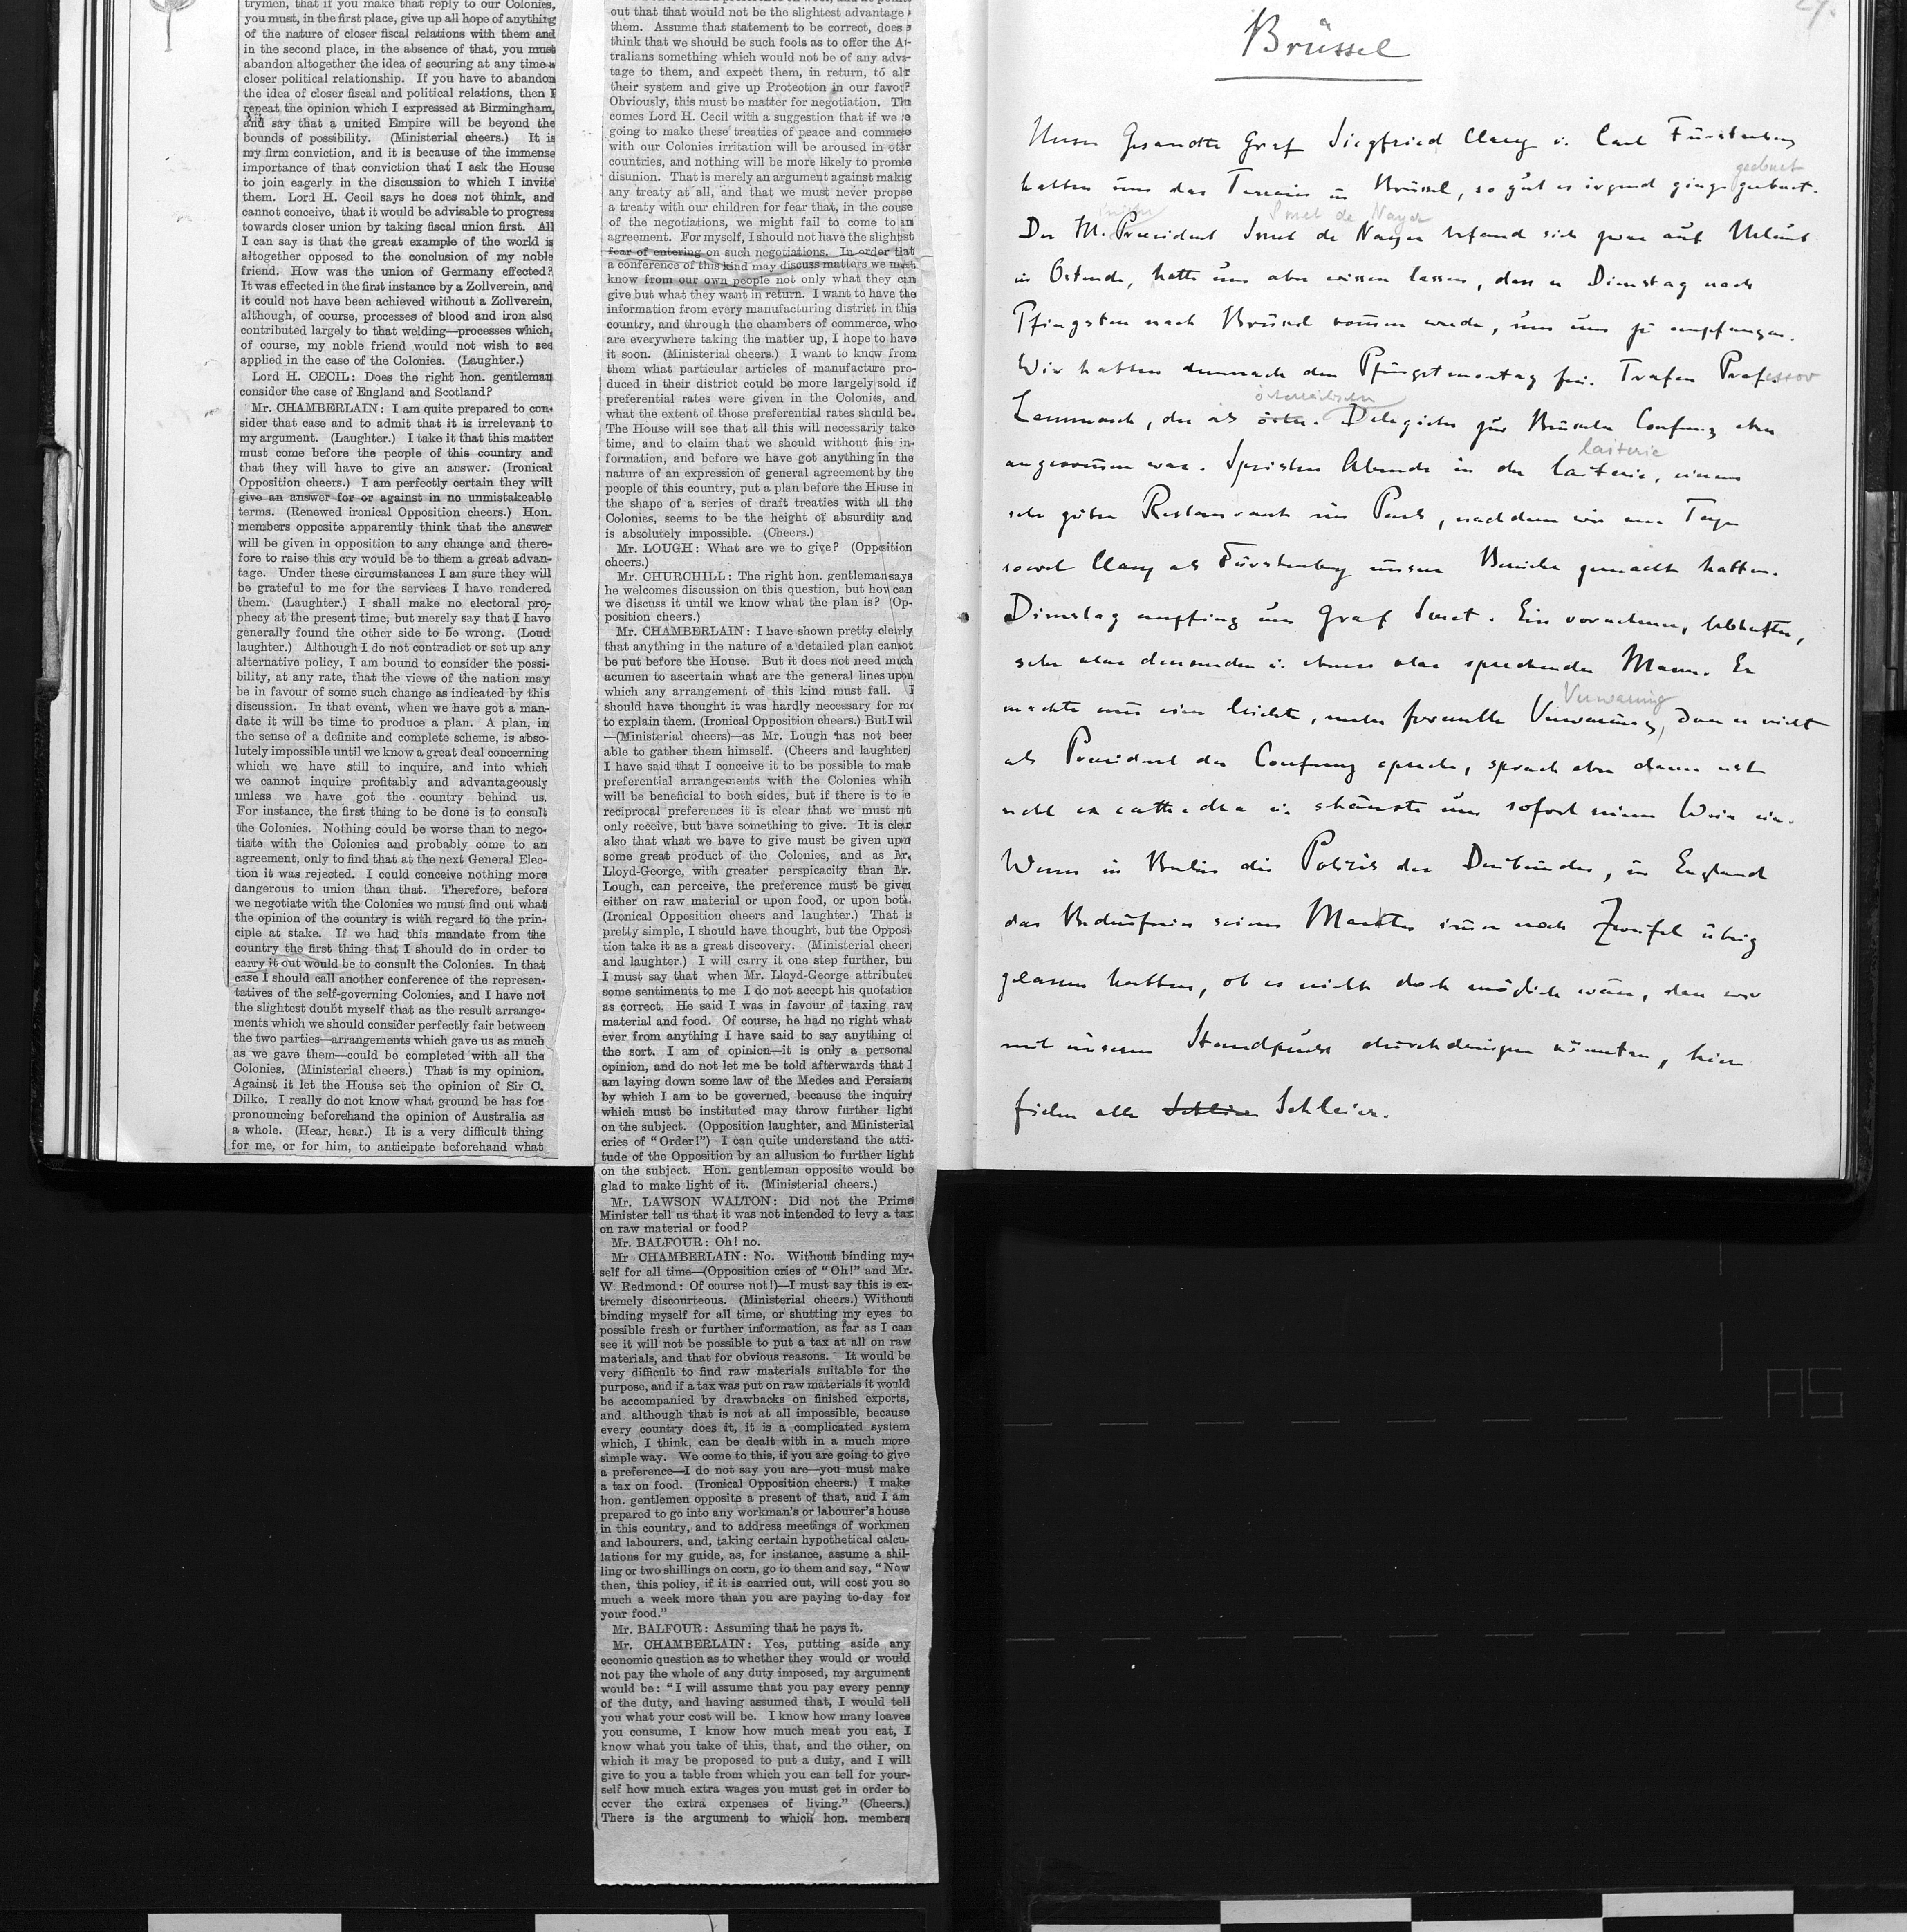 trymen, that if you make that reply to our Colonies,
you must, in the first place, give up all hope of anything
of the nature of closer fiscal relations with them and
in the second place, in the absence of that, you must
abandon altogether the idea of securing at any time a
closer political relationship. If you have to abandon
the idea of closer fiscal and political relations, then I
repeat the opinion which I expressed at Birmingham,
and say that a united Empire will be beyond the
bounds of possibility. (Ministerial cheers.) It is
my firm conviction, and it is because of the immense
importance of that conviction that I ask the House
to join eagerly in the discussion to which I invite
them. Lord H. Cecil says he does not think, and
cannot conceive, that it would be advisable to progress
towards closer union by taking fiscal union first. All
I can say is that the great example of the world is
altogether opposed to the conclusion of my noble
friend. How was the union of Germany effected?
It was effected in the first instance by a Zollverein, and
it could not have been achieved without a Zollverein,
although, of course, processes of blood and iron also
contributed largely to that welding—processes which,
of course, my noble friend would not wish to see
applied in the case of the Colonies. (Laughter.)
Lord H. CECIL: Does the right hon. gentleman
consider the case of England and Scotland?
Mr. CHAMBERLAIN: I am quite prepared to con-
sider that case and to admit that it is irrelevant to
my argument. (Laughter.) I take it that this matter
must come before the people of this country and
that they will have to give an answer. (Ironical
Opposition cheers.) I am perfectly certain they will
give an answer for or against in no unmistakeable
terms. (Renewed ironical Opposition cheers.) Hon.
members opposite apparently think that the answer
will be given in opposition to any change and there-
fore to raise this cry would be to them a great advan-
tage. Under these circumstances I am sure they will
be grateful to me for the services I have rendered
them. (Laughter.) I shall make no electoral pro-
phecy at the present time, but merely say that I have
generally found the other side to be wrong. (Loud
laughter.) Although I do not contradict or set up any
alternative policy, I am bound to consider the possi-
bility, at any rate, that the views of the nation may
be in favour of some such change as indicated by this
discussion. In that event, when we have got a man-
date it will be time to produce a plan. A plan, in
the sense of a definite and complete scheme, is abso-
lutely impossible until we know a great deal concerning
which we have still to inquire, and into which
we cannot inquire profitably and advantageously
unless we have got the country behind us.
For instance, the first thing to be done is to consult
the Colonies. Nothing could be worse than to nego-
tiate with the Colonies and probably come to an
agreement, only to find that at the next General Elec-
tion it was rejected. I could conceive nothing more
dangerous to union than that. Therefore, before
we negotiate with the Colonies we must find out what
the opinion of the country is with regard to the prin-
ciple at stake. If we had this mandate from the
country the first thing that I should do in order to
carry it out would be to consult the Colonies. In that
case I should call another conference of the represen-
tatives of the self-governing Colonies, and I have not
the slightest doubt myself that as the result arrange-
ments which we should consider perfectly fair between
the two parties—arrangements which gave us as much
as we gave them—could be completed with all the
Colonies. (Ministerial cheers.) That is my opinion.
Against it let the House set the opinion of Sir C.
Dilke. I really do not know what ground he has for
pronouncing beforehand the opinion of Australia as
a whole. (Hear, hear.) It is a very difficult thing
for me, or for him, to anticipate beforehand what
out that that would not be the slightest advantage
them. Assume that statement to be correct, does
think that we should be such fools as to offer the A-
tralians something which would not be of any adva-
tage to them, and expect them, in return, to alt
their system and give up Protection in our favor?
Obviously, this must be matter for negotiation. The
comes Lord H. Cecil with a suggestion that if we e
going to make these treaties of peace and commce
with our Colonies irritation will be aroused in othr
countries, and nothing will be more likely to promte
disunion. That is merely an argument against makig
any treaty at all, and that we must never propse
a treaty with our children for fear that, in the couse
of the negotiations, we might fail to come to an
agreement. For myself, I should not have the slightst
fear of entering on such negotiations. In order that
a conference of this kind may discuss matters we must
know from our own people not only what they can
give but what they want in return. I want to have the
information from every manufacturing district in this
country, and through the chambers of commerce, who
are everywhere taking the matter up, I hope to have
it soon. (Ministerial cheers.) I want to know from
them what particular articles of manufacture pro-
duced in their district could be more largely sold if
preferential rates were given in the Colonies, and
what the extent of those preferential rates should be.
The House will see that all this will necessarily take
time, and to claim that we should without this in-
formation, and before we have got anything in the
nature of an expression of general agreement by the
people of this country, put a plan before the House in
the shape of a series of draft treaties with all the
Colonies, seems to be the height of absurdity and
is absolutely impossible. (Cheers.)
Mr. LOUGH: What are we to give? (Opposition
cheers.)
Mr. CHURCHILL: The right hon. gentleman says
he welcomes discussion on this question, but how can
we discuss it until we know what the plan is? (Op-
position cheers.)
Mr. CHAMBERLAIN: I have shown pretty clearly
that anything in the nature of a detailed plan cannot
be put before the House. But it does not need much
acumen to ascertain what are the general lines upon
which any arrangement of this kind must fall. I
should have thought it was hardly necessary for me
to explain them. (Ironical Opposition cheers.) But I wil
—(Ministerial cheers)—as Mr. Lough has not been
able to gather them himself. (Cheers and laughter)
I have said that I conceive it to be possible to make
preferential arrangements with the Colonies which
will be beneficial to both sides, but if there is to e
reciprocal preferences it is clear that we must not
only receive, but have something to give. It is clear
also that what we have to give must be given upon
some great product of the Colonies, and as Mr.
Lloyd-George, with greater perspicacity than Mr.
Lough, can perceive, the preference must be given
either on raw material or upon food, or upon both.
(Ironical Opposition cheers and laughter.) That is
pretty simple, I should have thought, but the Opposi
tion take it as a great discovery. (Ministerial cheer
and laughter.) I will carry it one step further, but
I must say that when Mr. Lloyd-George attributed
some sentiments to me I do not accept his quotation
as correct. He said I was in favour of taxing raw
material and food. Of course, he had no right what
ever from anything I have said to say anything of
the sort. I am of opinion—it is only a personal
opinion, and do not let me be told afterwards that I
am laying down some law of the Medes and Persians
by which I am to be governed, because the inquiry
which must be instituted may throw further light
on the subject. (Opposition laughter, and Ministerial
cries of "Order!") I can quite understand the atti-
tude of the Opposition by an allusion to further light
on the subject. Hon. gentleman opposite would be
glad to make light of it. (Ministerial cheers.)
Mr. LAWSON WALTON: Did not the Prime
Minister tell us that it was not intended to levy a tax
on raw material or food?
Mr. BALFOUR: Oh! no.
Mr CHAMBERLAIN: No. Without binding my-
self for all time—(Opposition cries of "Oh!" and Mr.
W Redmond: Of course not!)—I must say this is ex-
tremely discourteous. (Ministerial cheers.) Without
binding myself for all time, or shutting my eyes to
possible fresh or further information, as far as I can
see it will not be possible to put a tax at all on raw
materials, and that for obvious reasons. It would be
very difficult to find raw materials suitable for the
purpose, and if a tax was put on raw materials it would
be accompanied by drawbacks on finished exports,
and although that is not at all impossible, because
every country does it, it is a complicated system
which, I think, can be dealt with in a much more
simple way. We come to this, if you are going to give
a preference—I do not say you are—you must make
a tax on food. (Ironical Opposition cheers.) I make
hon. gentlemen opposite a present of that, and I am
prepared to go into any workman's or labourer's house
in this country, and to address meetings of workmen
and labourers, and, taking certain hypothetical calcu-
lations for my guide, as, for instance, assume a shil-
ling or two shillings on corn, go to them and say, "Now
then, this policy, if it is carried out, will cost you so
much a week more than you are paying to-day for
your food."
Mr. BALFOUR: Assuming that he pays it.
Mr. CHAMBERLAIN: Yes, putting aside any
economic question as to whether they would or would
not pay the whole of any duty imposed, my argument
would be: "I will assume that you pay every penny
of the duty, and having assumed that, I would tell
you what your cost will be. I know how many loaves
you consume, I know how much meat you eat, I
know what you take of this, that, and the other, on
which it may be proposed to put a duty, and I will
give to you a table from which you can tell for your-
self how much extra wages you must get in order to
cover the extra expenses of living." (Cheers.)
There is the argument to which hon. members
27.
Brüssel
Unser Gesandte Graf Siegfried Clary u. Carl Fürstenberg
geebnet
hatten uns das Terrain in Brüssel, so gut es irgend ging, geebnet.
Smet de Nayer
Der M. Praesident Smet de Nayer befand sich zwar auf Urlaub
in Ostende, hatte uns aber wissen lassen, dass er Dienstag nach
Pfingsten nach Brüssel kommen werde, um uns zu empfangen.
Wir hatten demnach den Pfingstmontag frei. Trafen Professor
österreichischer
Lammasch, der als österr. Delegirter zur Brüsseler Conferenz eben
laiterie
angekommen war. Speisten Abends in der laiterie, einem
sehr guten Restaurant im Park, nachdem wir am Tage
sowol Clary als Fürstenberg unsere Besuche gemacht hatten.
Dienstag empfing uns Graf Smet. Ein vornehmer, lebhafter,
sehr klar denkender u. ebenso klar sprechender Mann. Er
Verwarung
machte uns eine leichte, mehr formelle Verwarung, dass er nicht
als Praesident der Conferenz spreche, sprach aber dann erst
recht ex cathedra u. schänkte uns sofort reinen Wein ein.
Wenn in Berlin die Politik des Dreibundes, in England
das Bedürfnis seines Marktes immer noch Zweifel übrig
gelassen hatten, ob es nicht doch möglich wäre, dass wir
mit unserem Standpunkt durchdringen könnten, hier
fielen alle Schleier.
AS